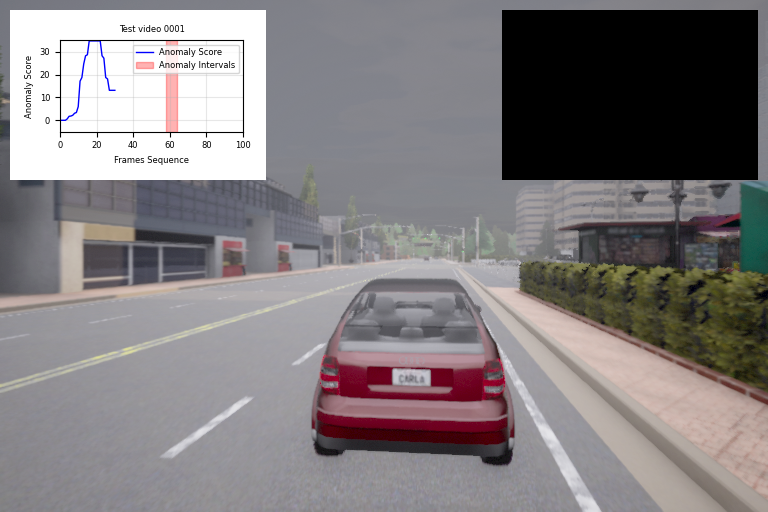 Test video 0001
Anomaly Score
Anomaly Intervals
Anomaly Score
30
20
10
0
0 20 40 60 80 100
Frames Sequence
CARLA